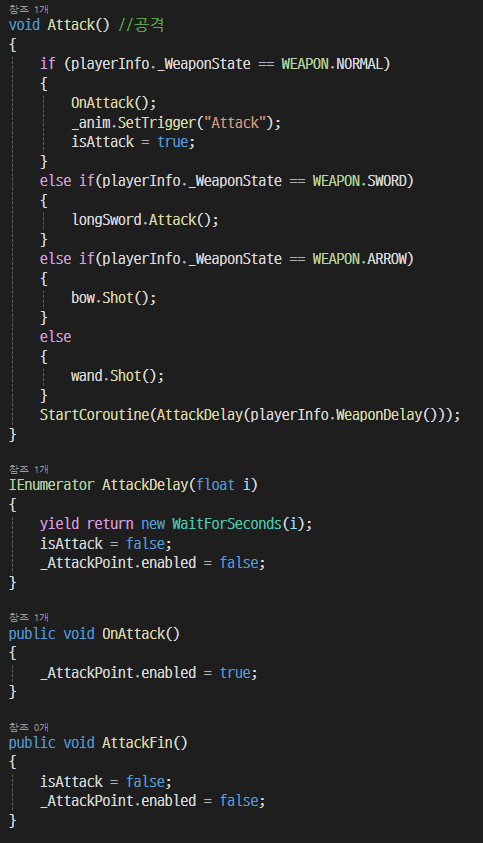 참조 1개
void Attack() //공격
{
if (playerInfo._WeaponState == WEAPON.NORMAL)
{
OnAttack();
_anim.SetTrigger("Attack");
isAttack = true;
}
else if(playerInfo._WeaponState == WEAPON.SWORD)
{
longSword.Attack();
}
else if(playerInfo._WeaponState == WEAPON.ARROW)
{
bow.Shot();
}
else
{
wand.Shot();
}
StartCoroutine(AttackDelay(playerInfo.WeaponDelay()));
}
참조 1개
IEnumerator AttackDelay(float i)
{
yield return new WaitForSeconds(i);
isAttack = false;
_AttackPoint.enabled = false;
}
참조 1개
public void OnAttack()
{
_AttackPoint.enabled = true;
}
참조 0개
public void AttackFin()
{
isAttack = false;
_AttackPoint.enabled = false;
}